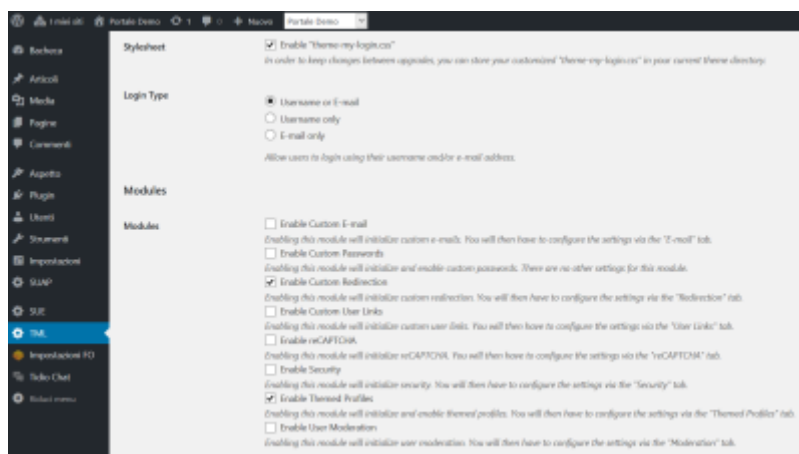 I miei siti Portale Demo 1 0 Nuovo Portale Demo
Bacheca
Articoli
Media
Pagine
Commenti
Aspetto
Plugin
Utenti
Strumenti
Impostazioni
SUAP
SUE
TML
Impostazioni FO
Tidio Chat
Riduci menu
Stylesheet
Enable "theme-my-login.css"
In order to keep changes between upgrades, you can store your customized "theme-my-login.css" in your current theme directory.
Login Type
Username or E-mail
Username only
E-mail only
Allow users to login using their username and/or e-mail address.
Modules
Modules
Enable Custom E-mail
Enabling this module will initialize custom e-mails. You will then have to configure the settings via the "E-mail" tab.
Enable Custom Passwords
Enabling this module will initialize and enable custom passwords. There are no other settings for this module.
Enable Custom Redirection
Enabling this module will initialize custom redirection. You will then have to configure the settings via the "Redirection" tab.
Enable Custom User Links
Enabling this module will initialize custom user links. You will then have to configure the settings via the "User Links" tab.
Enable reCAPTCHA
Enabling this module will initialize reCAPTCHA. You will then have to configure the settings via the "reCAPTCHA" tab.
Enable Security
Enabling this module will initialize security. You will then have to configure the settings via the "Security" tab.
Enable Themed Profiles
Enabling this module will initialize and enable themed profiles. You will then have to configure the settings via the "Themed Profiles" tab.
Enable User Moderation
Enabling this module will initialize user moderation. You will then have to configure the settings via the "Moderation" tab.